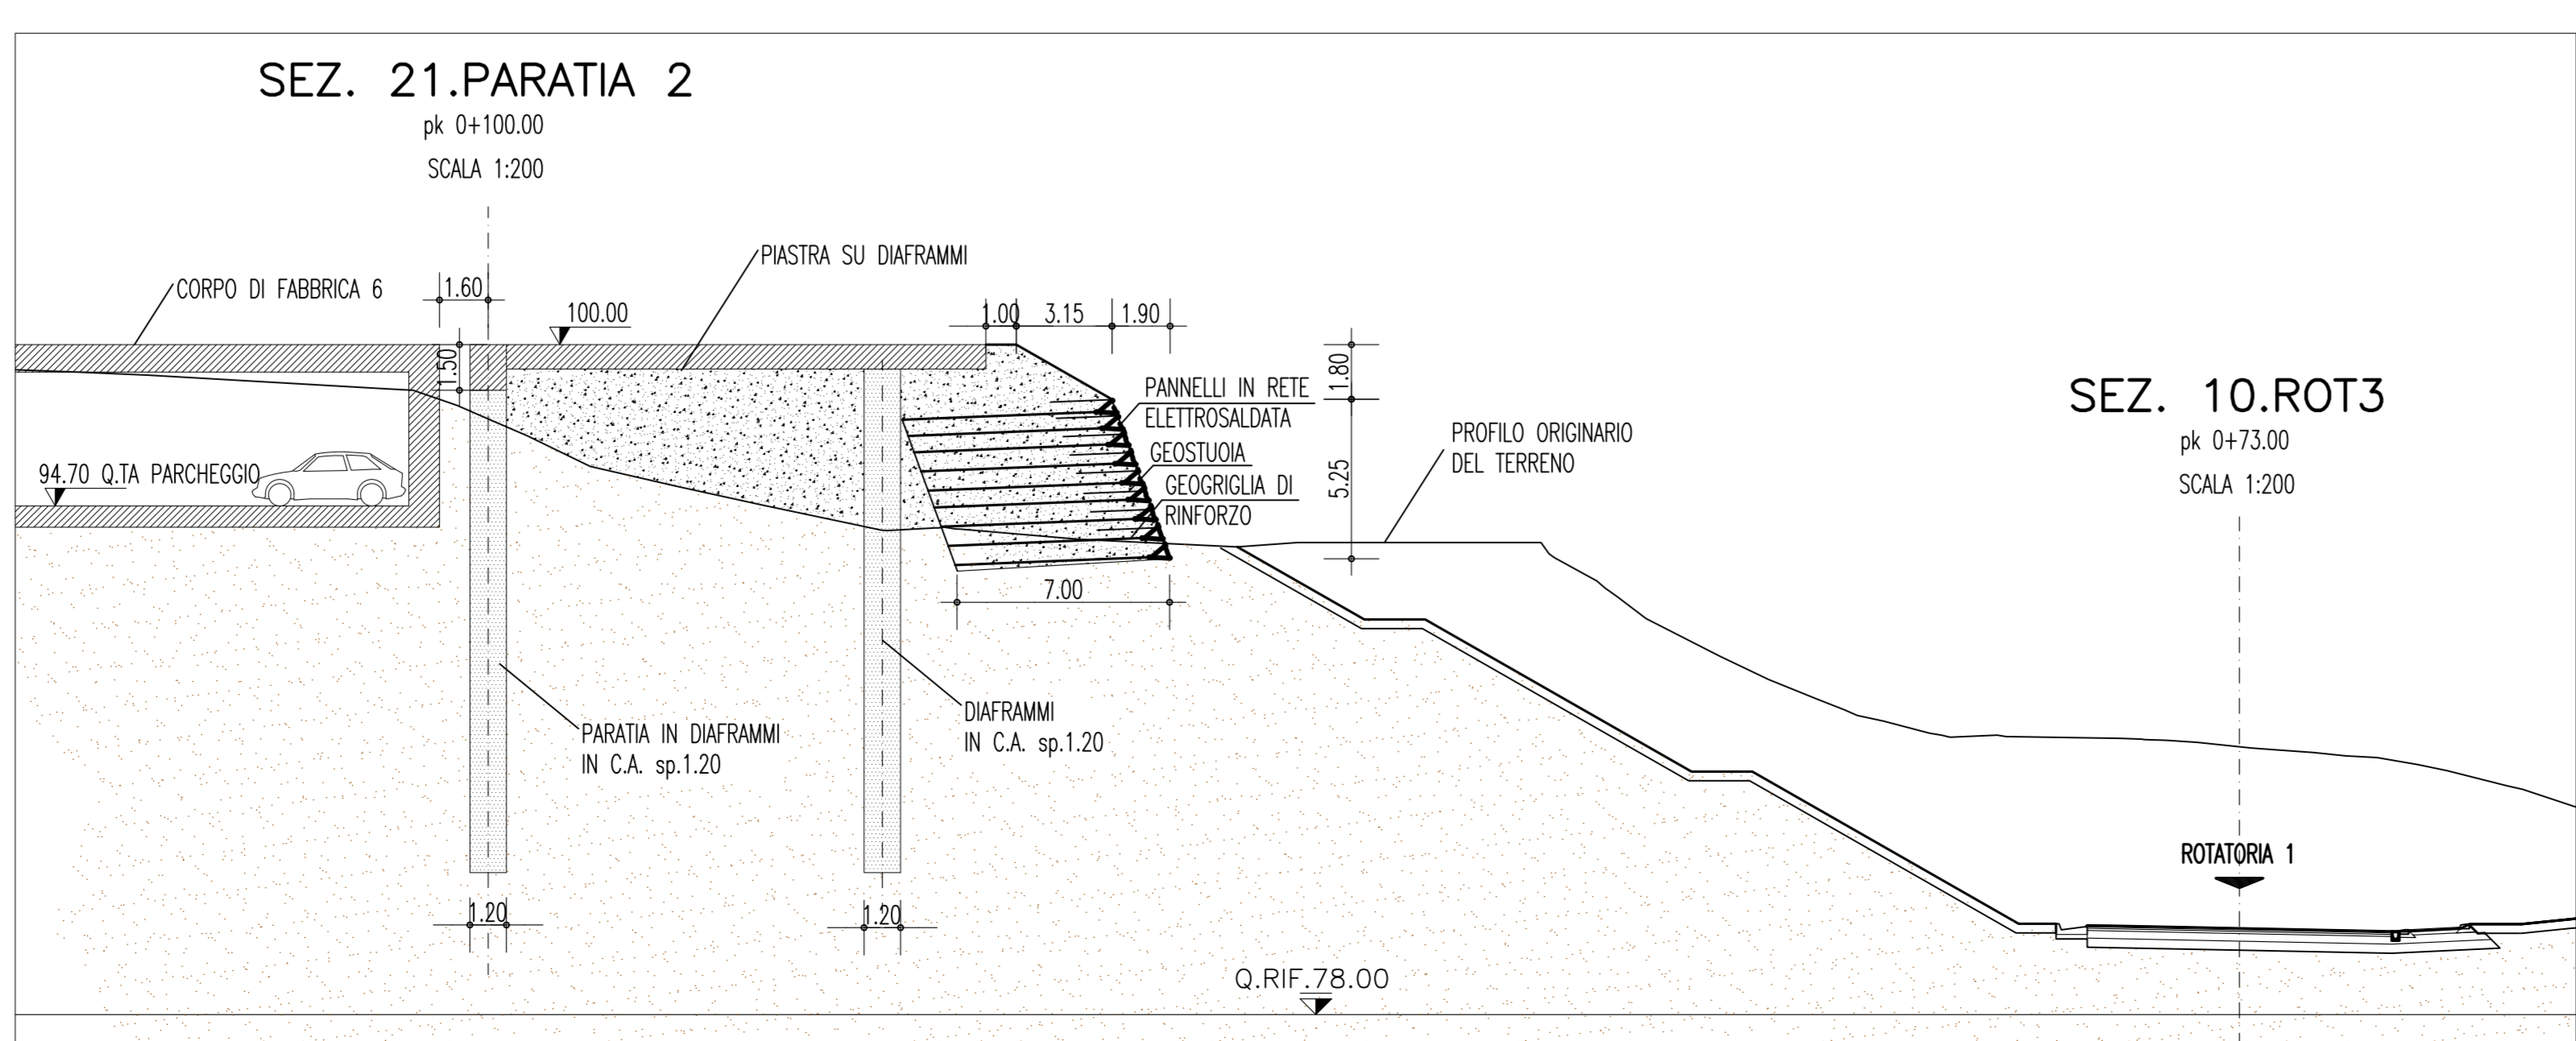 SEZ. 21.PARATIA 2
pk 0+100.00
SCALA 1:200
PIASTRA SU DIAFRAMMI
CORPO DI FABBRICA 6
1.60
100.00
1.00
3.15
1.90
1.50
1.80
PANNELLI IN RETE
ELETTROSALDATA
GEOSTUOIA
GEOGRIGLIA DI
RINFORZO
5.25
94.70 Q.TA PARCHEGGIO
7.00
PROFILO ORIGINARIO
DEL TERRENO
SEZ. 10.ROT3
pk 0+73.00
SCALA 1:200
PARATIA IN DIAFRAMMI
IN C.A. sp.1.20
DIAFRAMMI
IN C.A. sp.1.20
ROTATORIA 1
1.20
1.20
Q.RIF.78.00